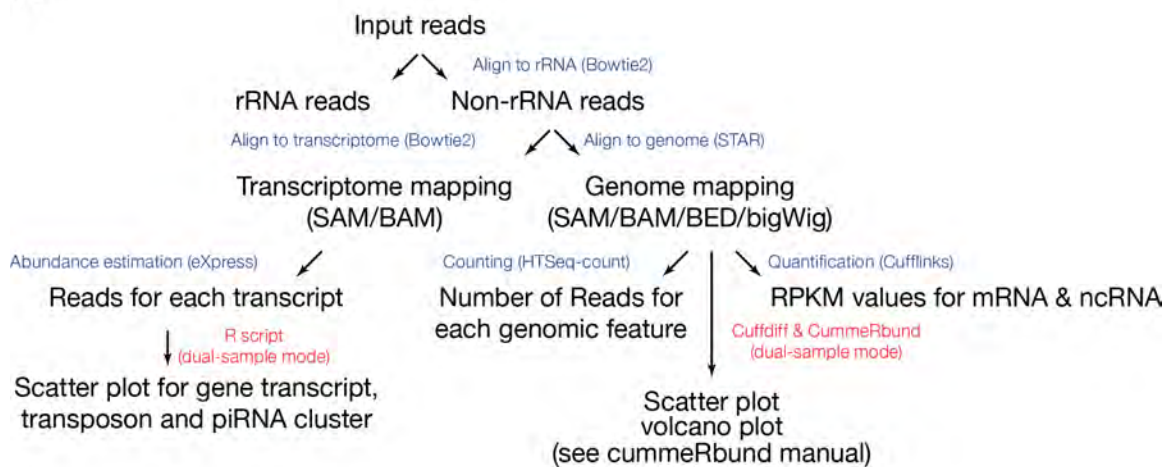 Input reads
Align to rRNA (Bowtie2)
rRNA reads
Non-rRNA reads
Align to transcriptome (Bowtie2)
Align to genome (STAR)
Transcriptome mapping
(SAM/BAM)
Genome mapping
(SAM/BAM/BED/bigWig)
Abundance estimation (eXpress)
Counting (HTSeq-count)
Quantification (Cufflinks)
Reads for each transcript
Number of Reads for
each genomic feature
RPKM values for mRNA & ncRNA
R script
(dual-sample mode)
Cuffdiff & CummeRbund
(dual-sample mode)
Scatter plot for gene transcript,
transposon and piRNA cluster
Scatter plot
volcano plot
(see cummeRbund manual)